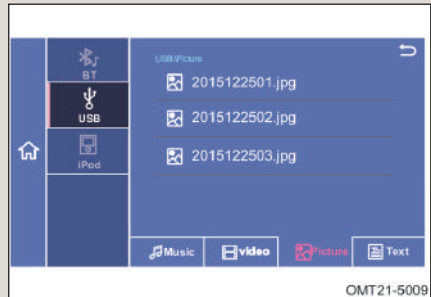 BT
USB
iPod
USB\Picture
2015122501.jpg
2015122502.jpg
2015122503.jpg
Music
video
Picture
Text
OMT21-5009